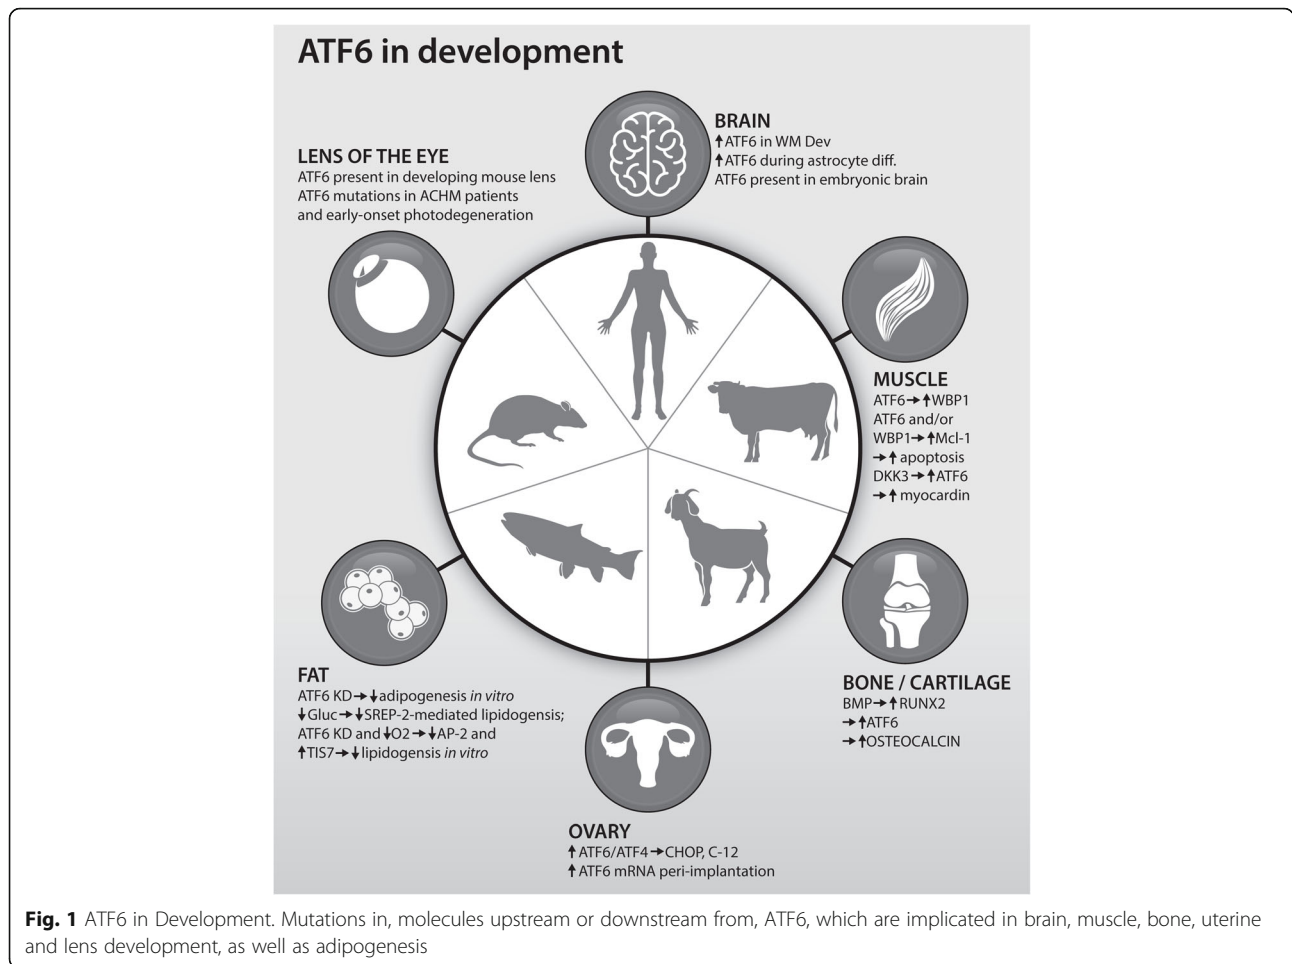 ATF6 in development
BRAIN
↑ATF6 in WM Dev
↑ATF6 during astrocyte diff.
ATF6 present in embryonic brain
LENS OF THE EYE
ATF6 present in developing mouse lens
ATF6 mutations in ACHM patients
and early-onset photodegeneration
MUSCLE
ATF6→↑WBP1
ATF6 and/or
WBP1→↑Mcl-1
→↑apoptosis
DKK3→↑ATF6
→↑myocardin
FAT
ATF6 KD→↓adipogenesis in vitro
↓Gluc→↓SREP-2-mediated lipidogensis;
ATF6 KD and ↓O2→↓AP-2 and
↑TIS7→↓lipidogensis in vitro
BONE / CARTILAGE
BMP→↑RUNX2
→↑ATF6
→↑OSTEOCALCIN
OVARY
↑ATF6/ATF4→CHOP, C-12
↑ATF6 mRNA peri-implantation
Fig. 1 ATF6 in Development. Mutations in, molecules upstream or downstream from, ATF6, which are implicated in brain, muscle, bone, uterine
and lens development, as well as adipogenesis